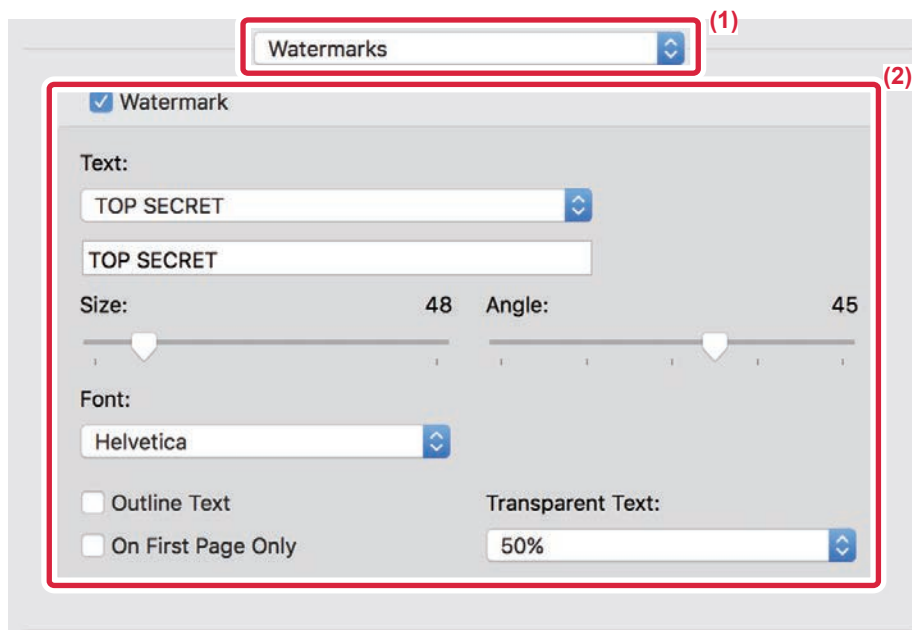 (1)
Watermarks
(2)
Watermark
Text:
TOP SECRET
TOP SECRET
Size: 48 Angle: 45
Font:
Helvetica
Outline Text Transparent Text:
On First Page Only 50%